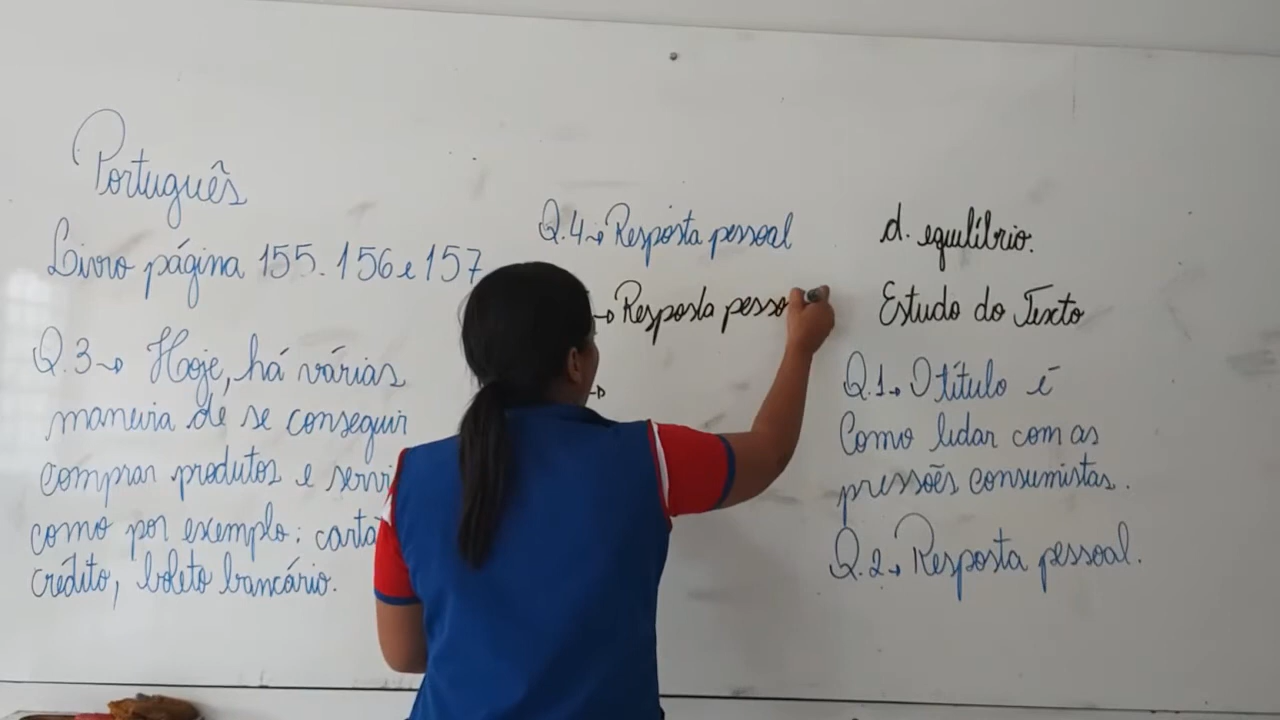 Português
Livro página 155. 156 e 157
Q.3→ Hoje, há várias
maneira de se conseguir
comprar produtos e servi
como por exemplo: carta
crédito, boleto bancário.
Q.4→ Resposta pessoal
→ Resposta pesso
d. equilíbrio.
Estudo do Texto
Q.1→ O título é
Como lidar com as
pressões consumistas.
Q.2→ Resposta pessoal.